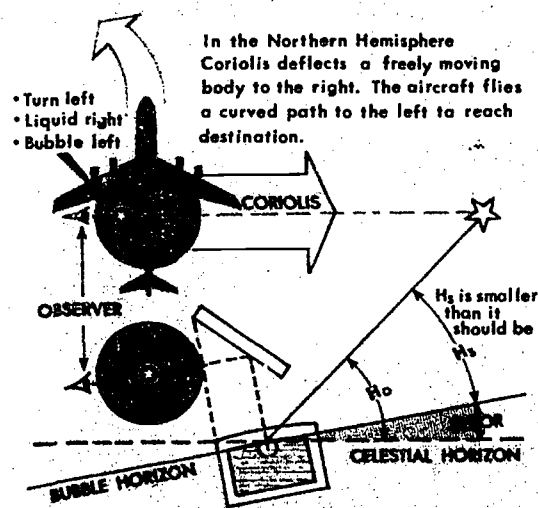 In the Northern Hemisphere
Coriolis deflects a freely moving
body to the right. The aircraft flies
a curved path to the left to reach
destination.
• Turn left
• Liquid right
• Bubble left
CORIOLIS
OBSERVER
Hs is smaller
than it
should be
Hs
Ho
ERROR
BUBBLE HORIZON
CELESTIAL HORIZON